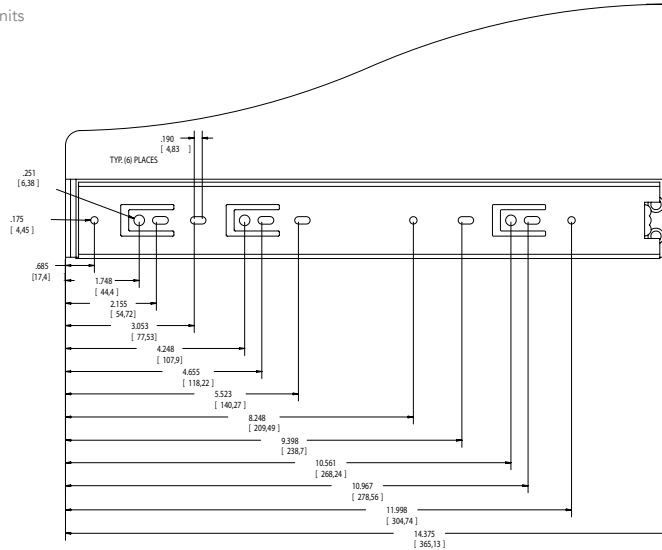 nits
.190
[ 4,83 ]
TYP. (6) PLACES
.251
[6,38 ]
.175
[ 4,45 ]
.685
[17,4]
1.748
[ 44,4 ]
2.155
[ 54,72 ]
3.053
[ 77,53]
4.248
[ 107,9]
4.655
[ 118,22 ]
5.523
[ 140,27 ]
8.248
[ 209,49 ]
9.398
[ 238,7]
10.561
[ 268,24 ]
10.967
[ 278,56 ]
11.998
[ 304,74 ]
14.375
[ 365,13 ]